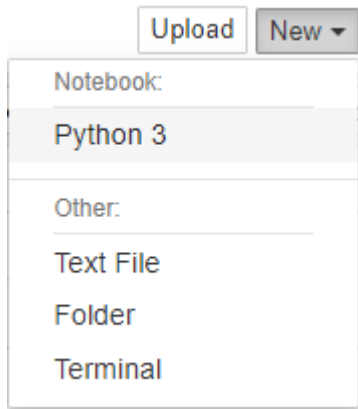 Upload New
Notebook:
Python 3
Other:
Text File
Folder
Terminal